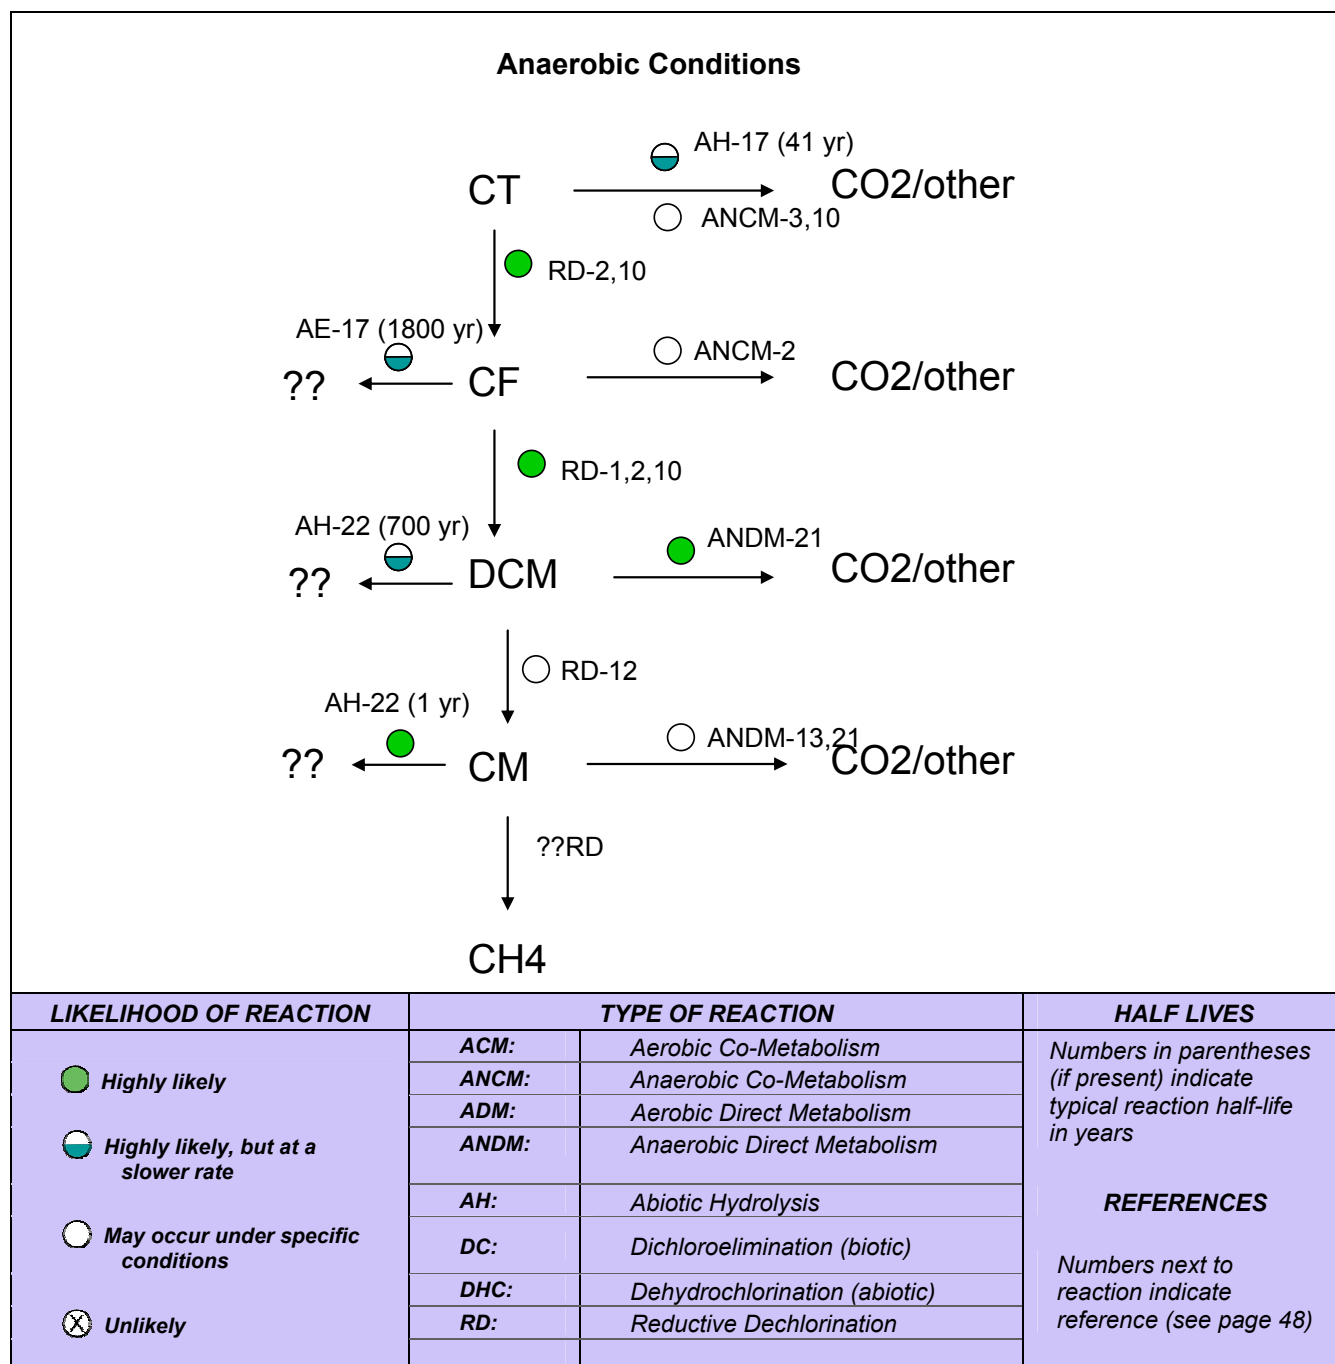 Anaerobic Conditions
AH-17 (41 yr)
CT
CO2/other
ANCM-3,10
RD-2,10
AE-17 (1800 yr)
ANCM-2
??
CF
CO2/other
RD-1,2,10
AH-22 (700 yr)
ANDM-21
??
DCM
CO2/other
RD-12
AH-22 (1 yr)
ANDM-13,21
??
CM
CO2/other
??RD
CH4
LIKELIHOOD OF REACTION
Highly likely
Highly likely, but at a
slower rate
May occur under specific
conditions
X Unlikely
TYPE OF REACTION
ACM: Aerobic Co-Metabolism
ANCM: Anaerobic Co-Metabolism
ADM: Aerobic Direct Metabolism
ANDM: Anaerobic Direct Metabolism
AH: Abiotic Hydrolysis
DC: Dichloroelimination (biotic)
DHC: Dehydrochlorination (abiotic)
RD: Reductive Dechlorination
HALF LIVES
Numbers in parentheses
(if present) indicate
typical reaction half-life
in years
REFERENCES
Numbers next to
reaction indicate
reference (see page 48)